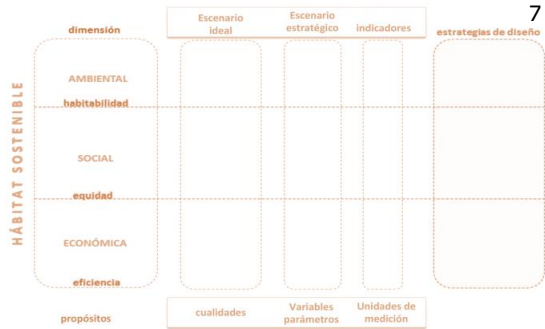 7
dimensión
Escenario
ideal
Escenario
estratégico
indicadores
estrategias de diseño
HÁBITAT SOSTENIBLE
AMBIENTAL
habitabilidad
SOCIAL
equidad
ECONÓMICA
eficiencia
propósitos
cualidades
Variables
parámetros
Unidades de
medición